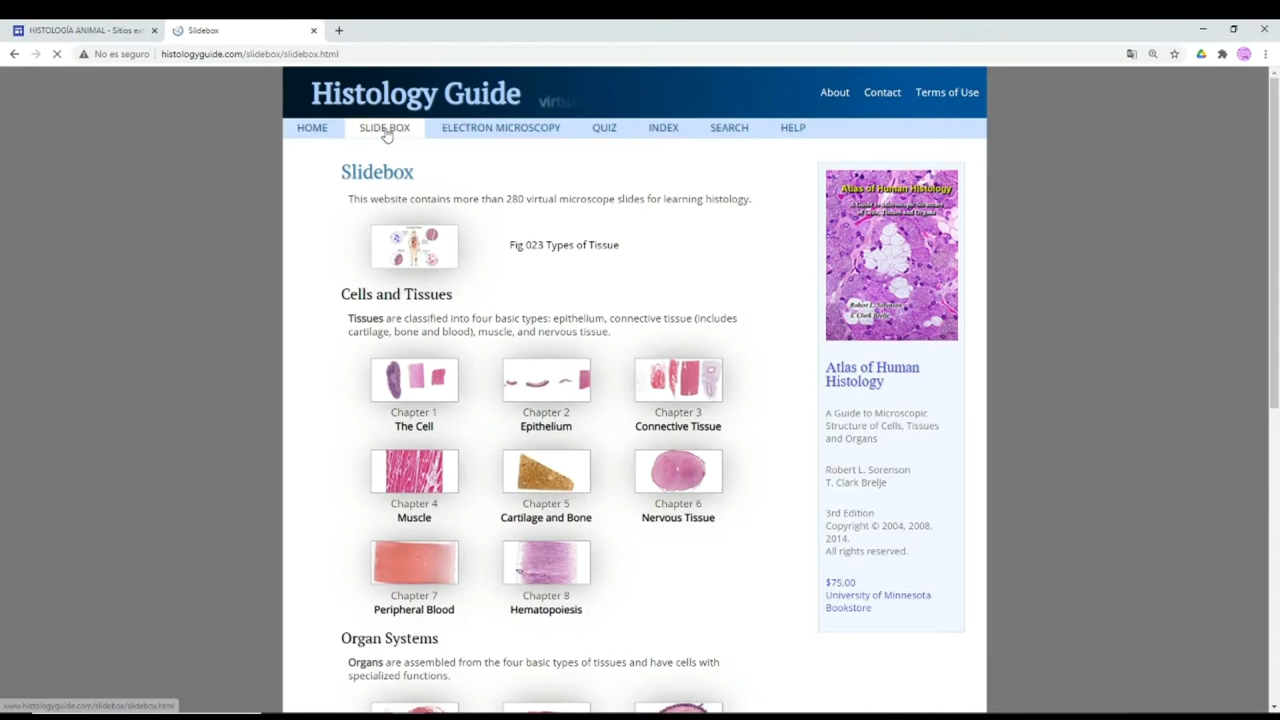 HISTOLOGÍA ANIMAL - Sitios ex
Slidebox
No es seguro
histologyguide.com/slidebox/slidebox.html
Histology Guide
About
Contact
Terms of Use
HOME
SLIDE BOX
ELECTRON MICROSCOPY
QUIZ
INDEX
SEARCH
HELP
Slidebox
This website contains more than 280 virtual microscope slides for learning histology.
Fig 023 Types of Tissue
Cells and Tissues
Tissues are classified into four basic types: epithelium, connective tissue (includes
cartilage, bone and blood), muscle, and nervous tissue.
Chapter 1
The Cell
Chapter 2
Epithelium
Chapter 3
Connective Tissue
Chapter 4
Muscle
Chapter 5
Cartilage and Bone
Chapter 6
Nervous Tissue
Chapter 7
Peripheral Blood
Chapter 8
Hematopoiesis
Organ Systems
Organs are assembled from the four basic types of tissues and have cells with
specialized functions.
Atlas of Human Histology
A Guide to Microscopic Structure
of Cells, Tissues and Organs
Robert L. Sorenson
T. Clark Brelje
Atlas of Human
Histology
A Guide to Microscopic
Structure of Cells, Tissues
and Organs
Robert L. Sorenson
T. Clark Brelje
3rd Edition
Copyright © 2004, 2008,
2014.
All rights reserved.
$75.00
University of Minnesota
Bookstore
www.histologyguide.com/slidebox/slidebox.html